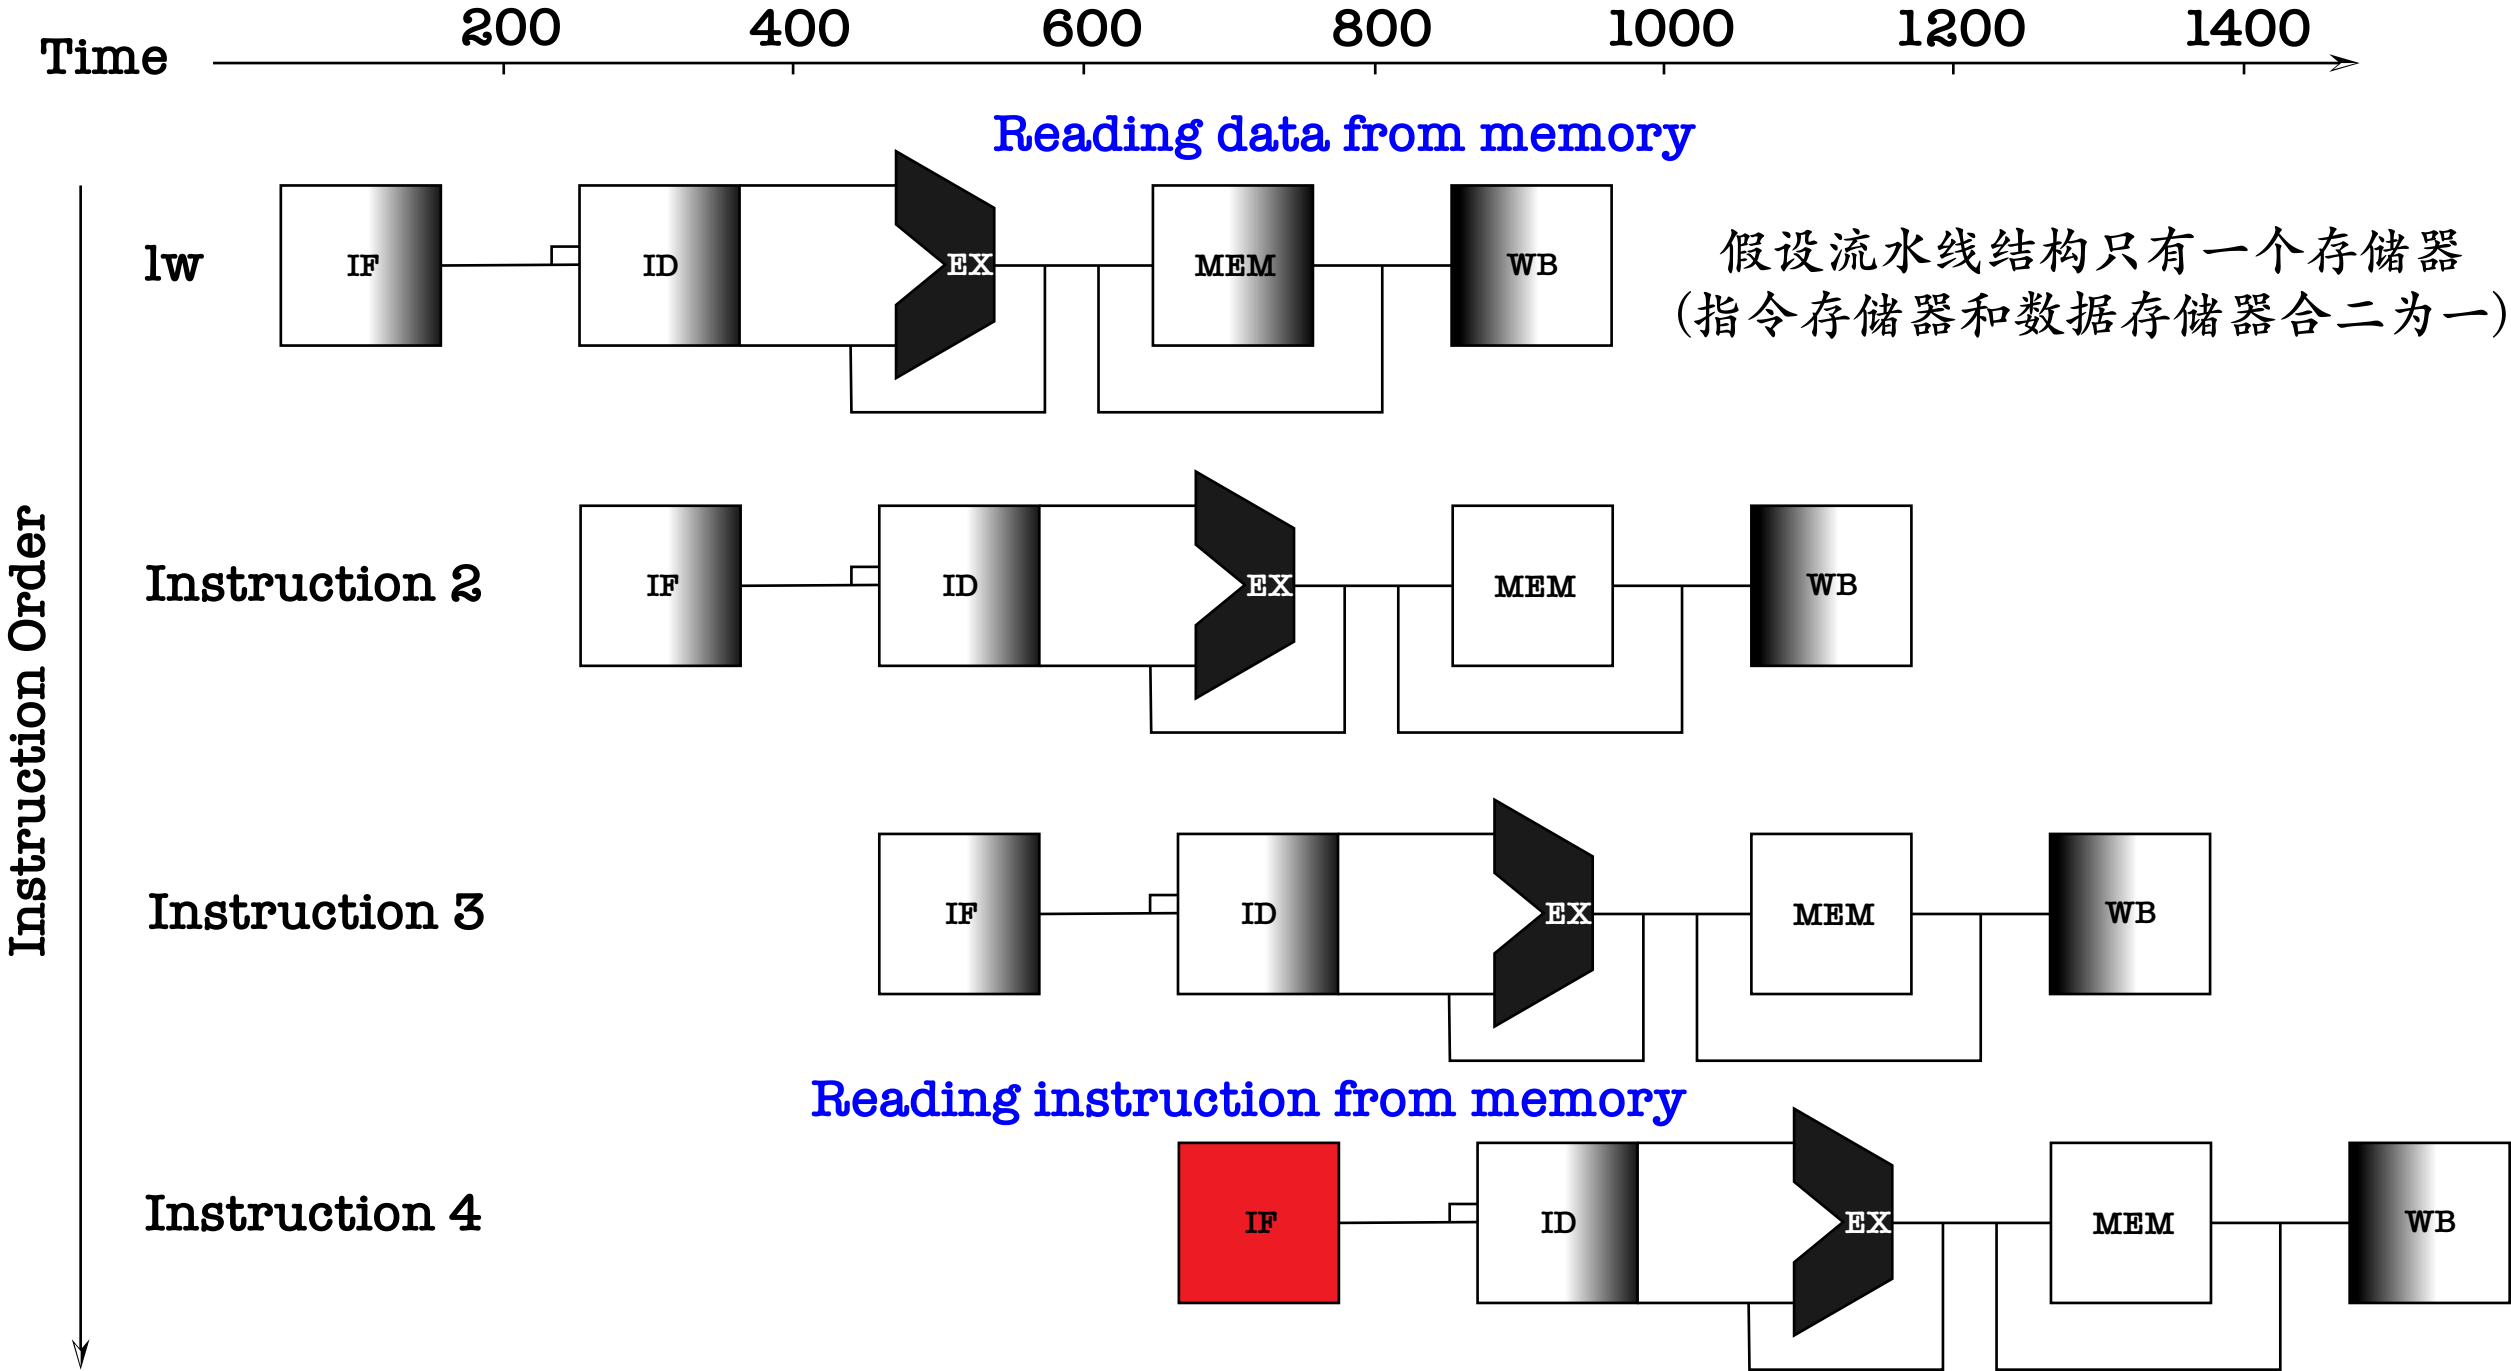 Time 200 400 600 800 1000 1200 1400
Reading data from memory
lw IF ID EX MEM WB
假设流水线结构只有一个存储器
(指令存储器和数据存储器合二为一)
Instruction Order
Instruction 2 IF ID EX MEM WB
Instruction 3 IF ID EX MEM WB
Reading instruction from memory
Instruction 4 IF ID EX MEM WB